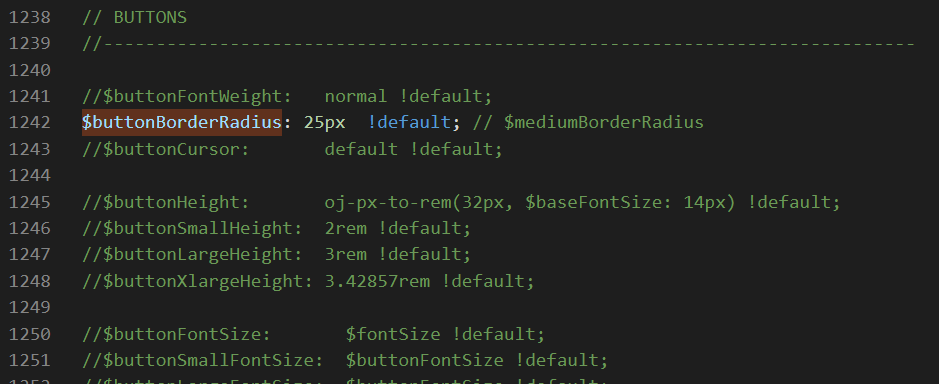 1238 // BUTTONS
1239 //-----------------------------------------------------------------------------
1240
1241 //$buttonFontWeight:   normal !default;
1242 $buttonBorderRadius: 25px  !default; // $mediumBorderRadius
1243 //$buttonCursor:       default !default;
1244
1245 //$buttonHeight:       oj-px-to-rem(32px, $baseFontSize: 14px) !default;
1246 //$buttonSmallHeight:  2rem !default;
1247 //$buttonLargeHeight:  3rem !default;
1248 //$buttonXlargeHeight: 3.42857rem !default;
1249
1250 //$buttonFontSize:       $fontSize !default;
1251 //$buttonSmallFontSize:  $buttonFontSize !default;